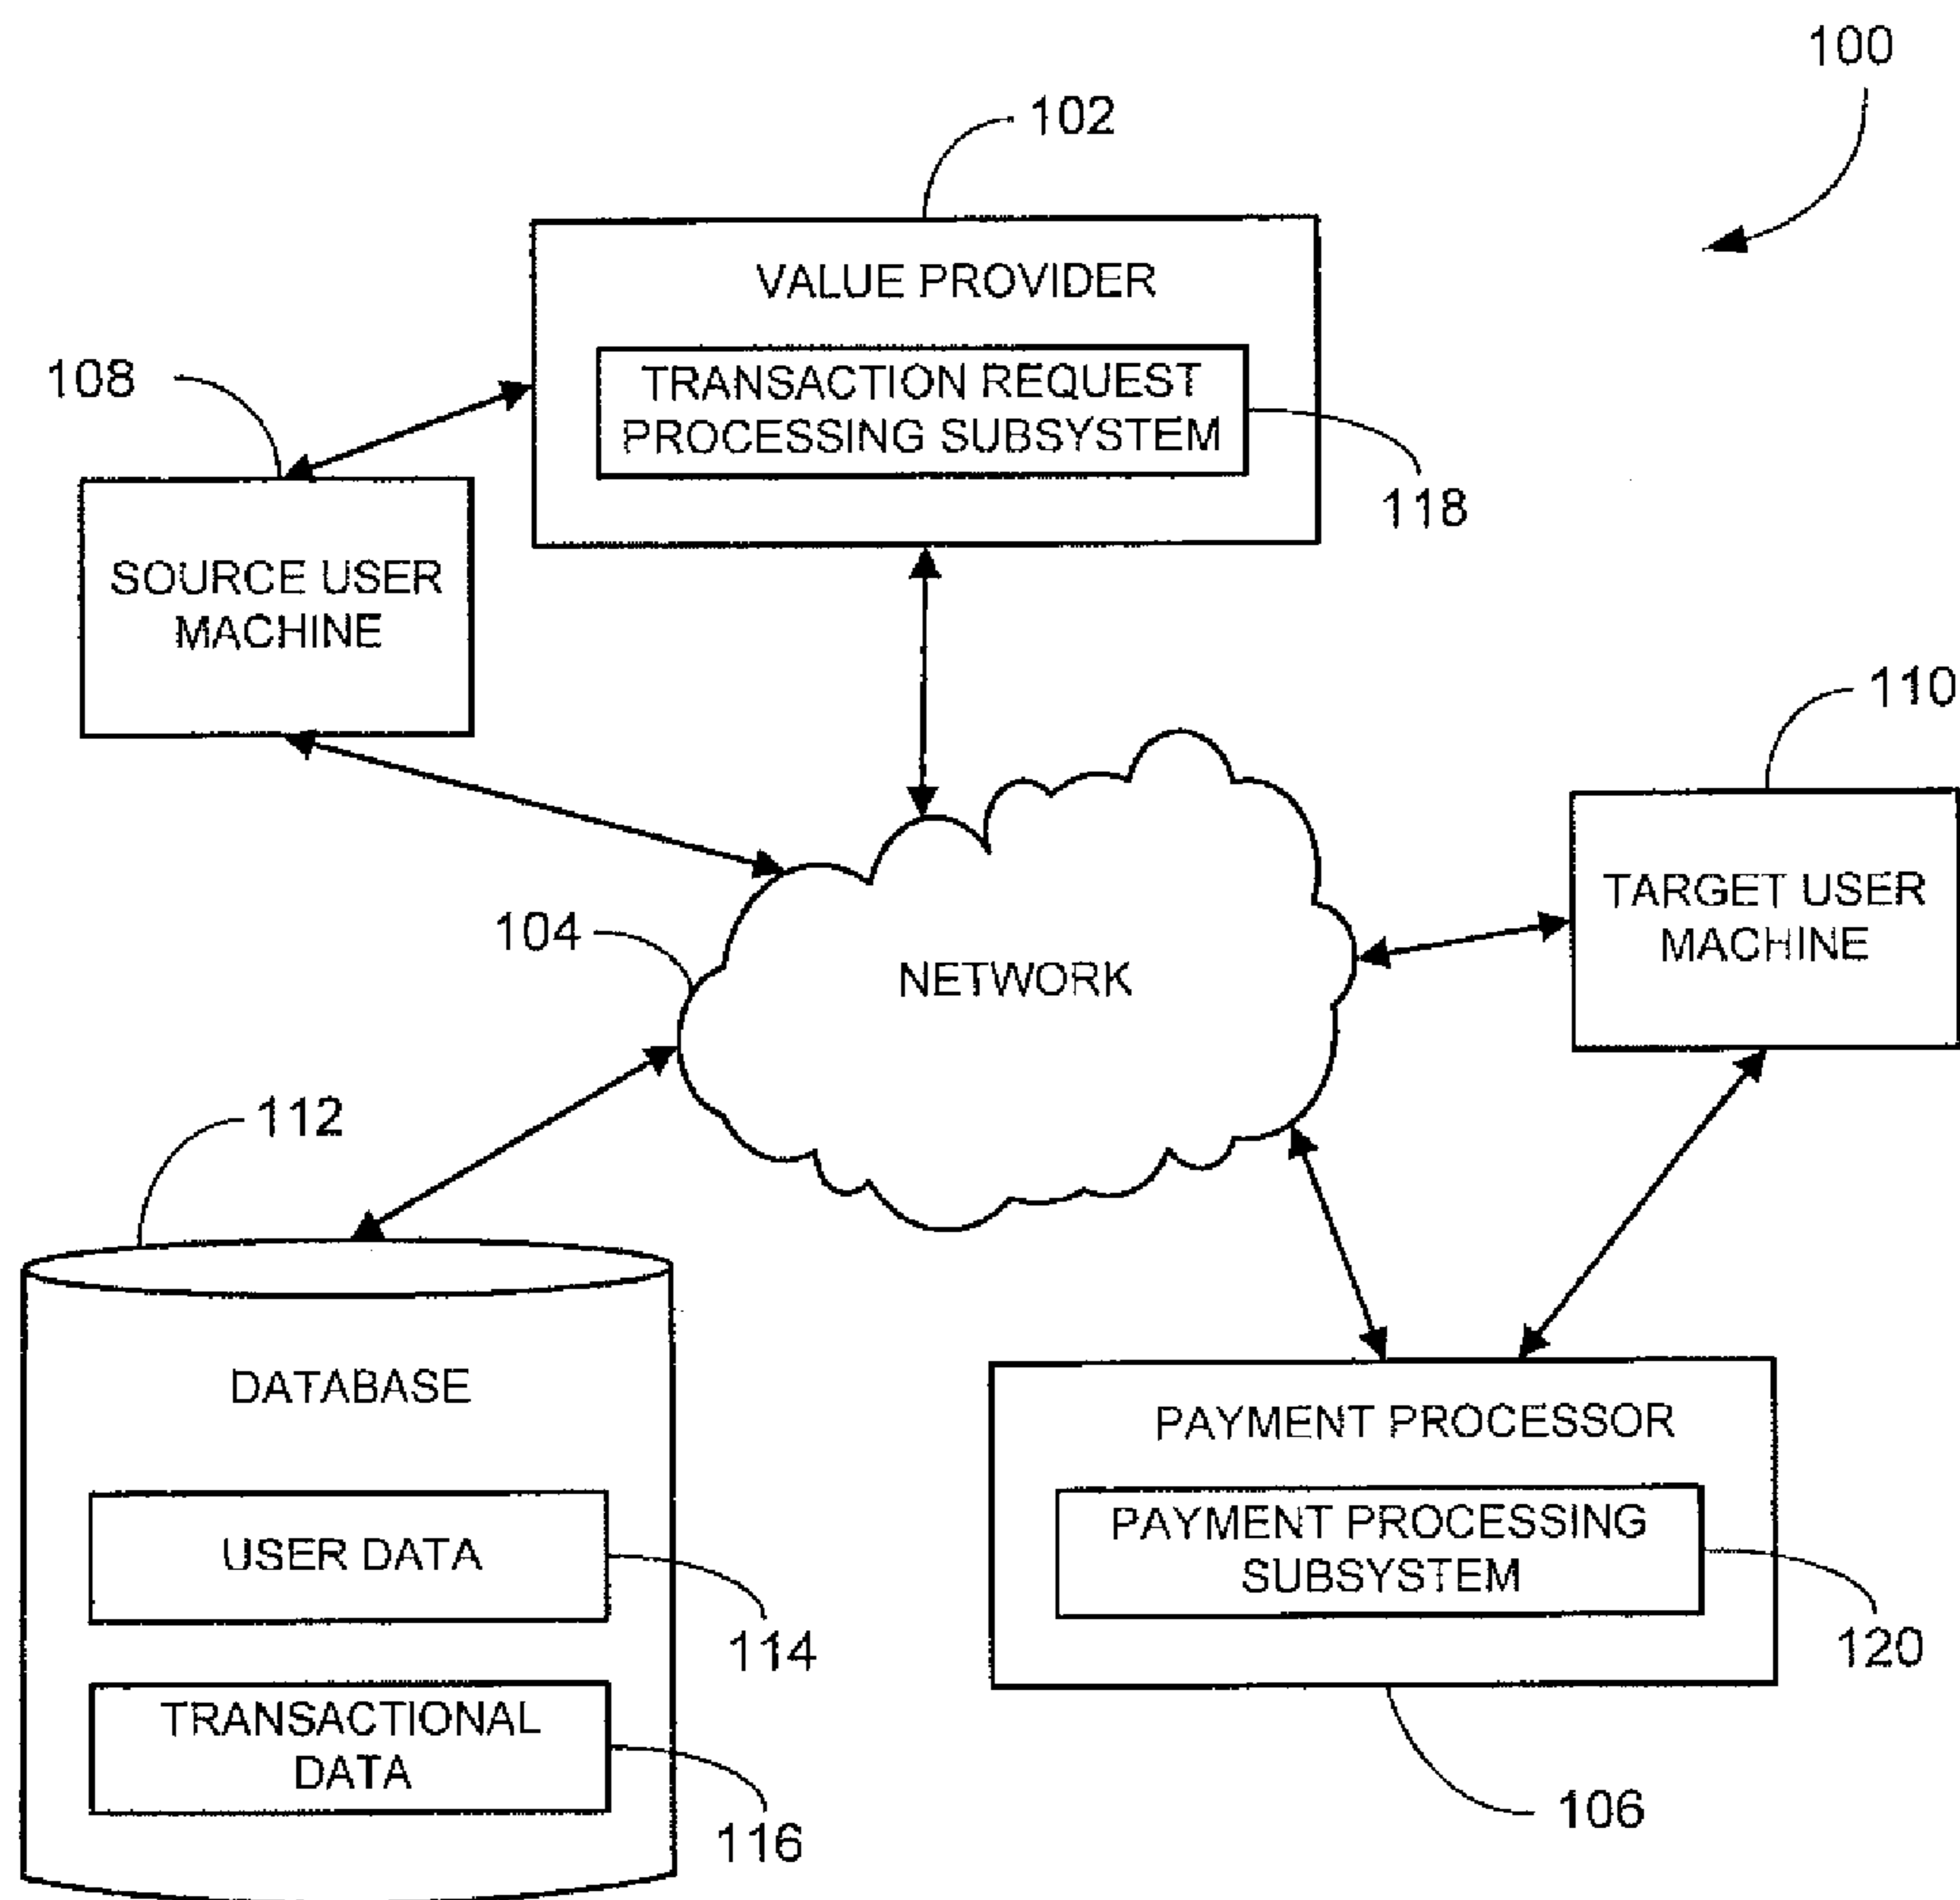 100
102
VALUE PROVIDER
108
TRANSACTION REQUEST
PROCESSING SUBSYSTEM
118
SOURCE USER
MACHINE
110
TARGET USER
MACHINE
104
NETWORK
112
DATABASE
PAYMENT PROCESSOR
USER DATA
PAYMENT PROCESSING
SUBSYSTEM
114
120
TRANSACTIONAL
DATA
106
116